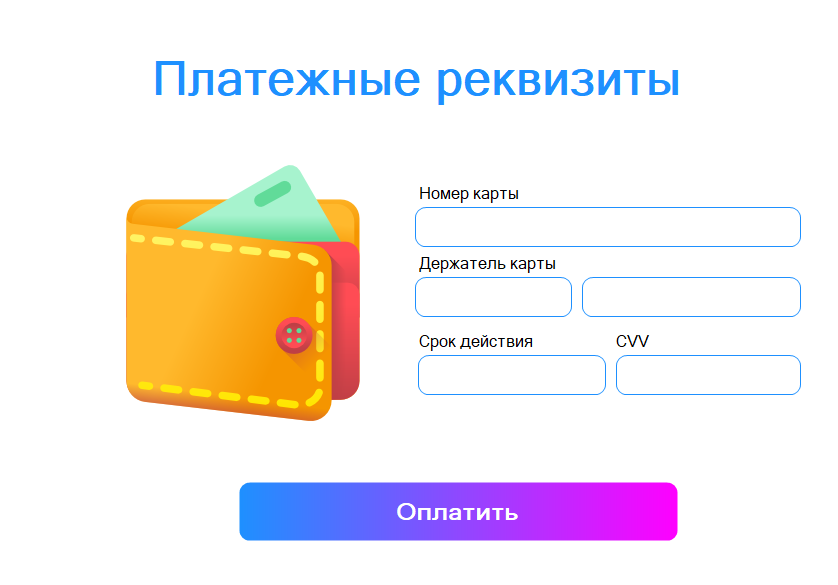 Платежные реквизиты
Номер карты
Держатель карты
Срок действия CVV
Оплатить